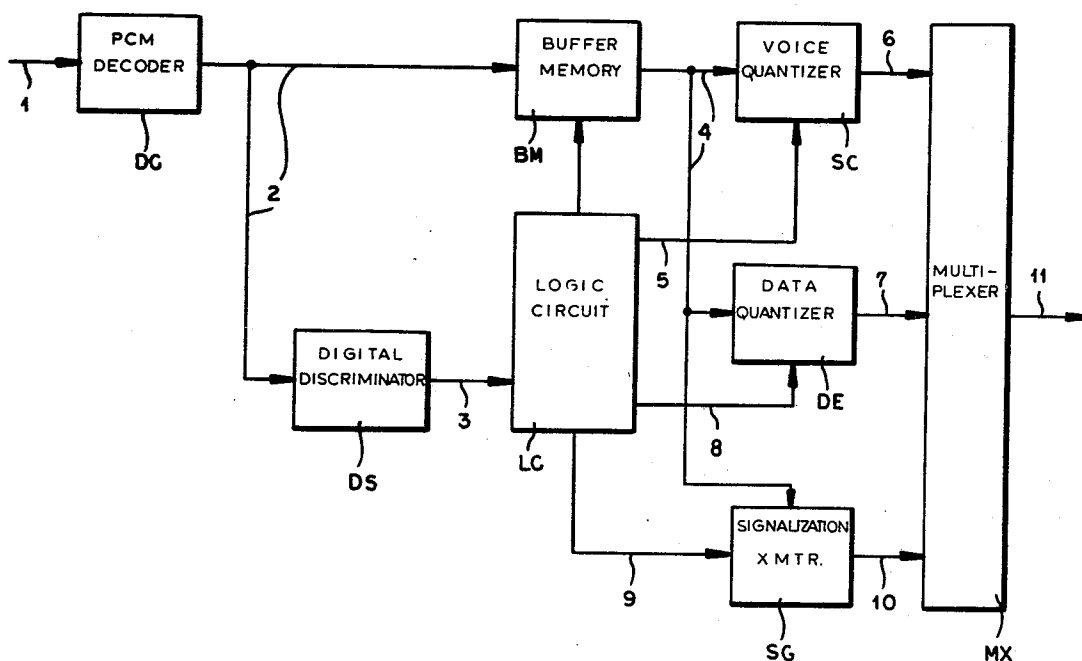 PCM
DECODER
1
DG
2
BUFFER
MEMORY
BM
4
VOICE
QUANTIZER
SC
6
MULTI-
PLEXER
MX
11
LOGIC
CIRCUIT
LC
5
DATA
QUANTIZER
DE
7
8
DIGITAL
DISCRIMINATOR
DS
3
9
SIGNALIZATION
XMTR.
SG
10